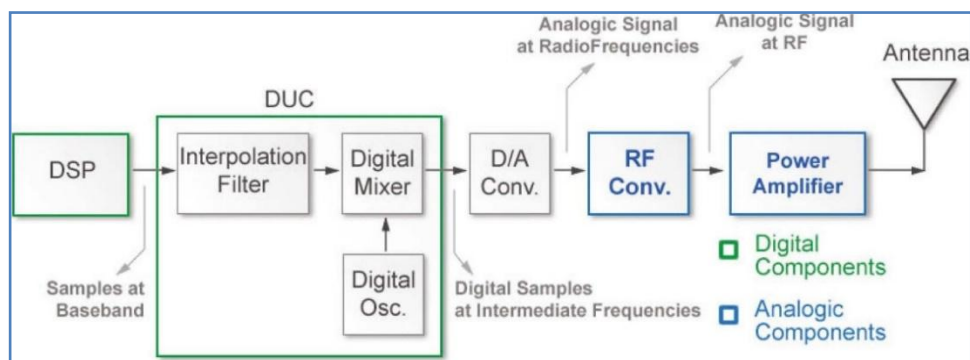 Analogic Signal
at RadioFrequencies
Analogic Signal
at RF
Antenna
DUC
DSP
Interpolation
Filter
Digital
Mixer
D/A
Conv.
RF
Conv.
Power
Amplifier
Digital
Osc.
Samples at
Baseband
Digital Samples
at Intermediate Frequencies
Digital
Components
Analogic
Components